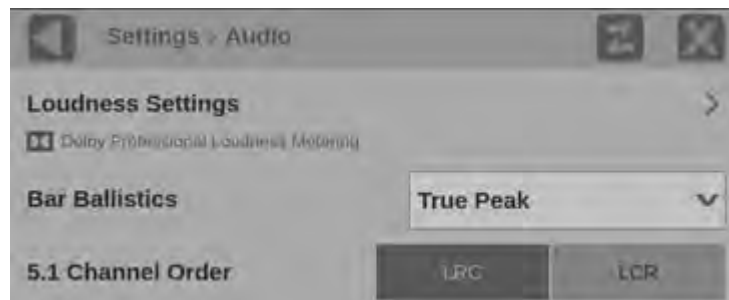 Settings > Audio
Loudness Settings
Dolby Professional Loudness Metering
Bar Ballistics
True Peak
5.1 Channel Order
LRC
LCR